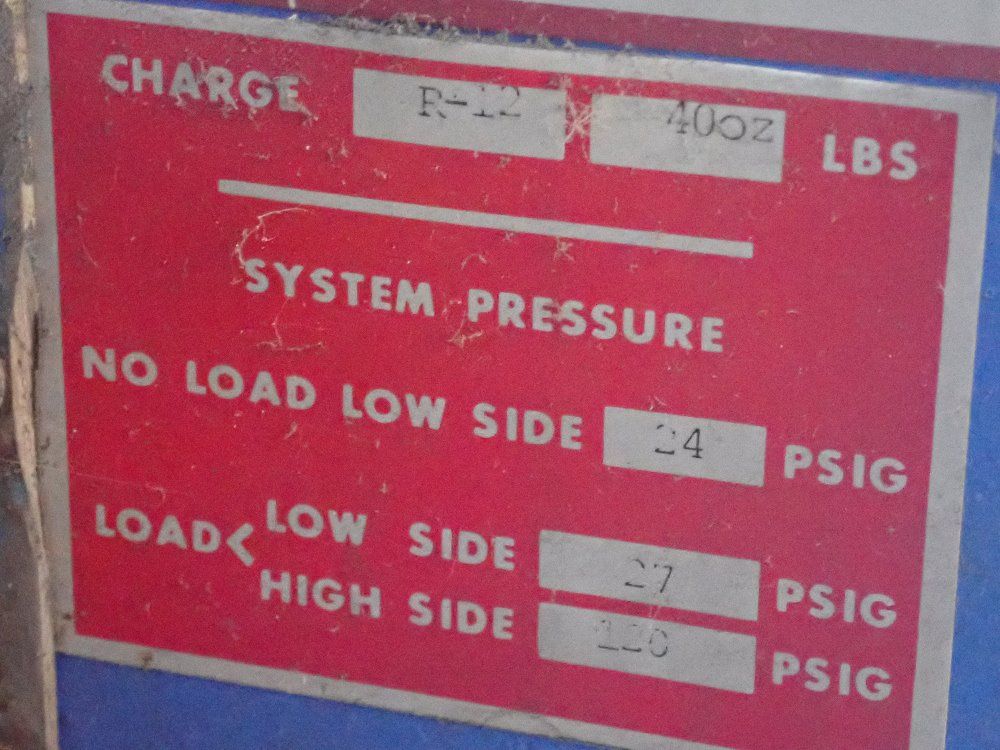 CHARGE R-12 40oz LBS
SYSTEM PRESSURE
NO LOAD LOW SIDE 24 PSIG
LOAD< LOW SIDE 27 PSIG
HIGH SIDE 120 PSIG